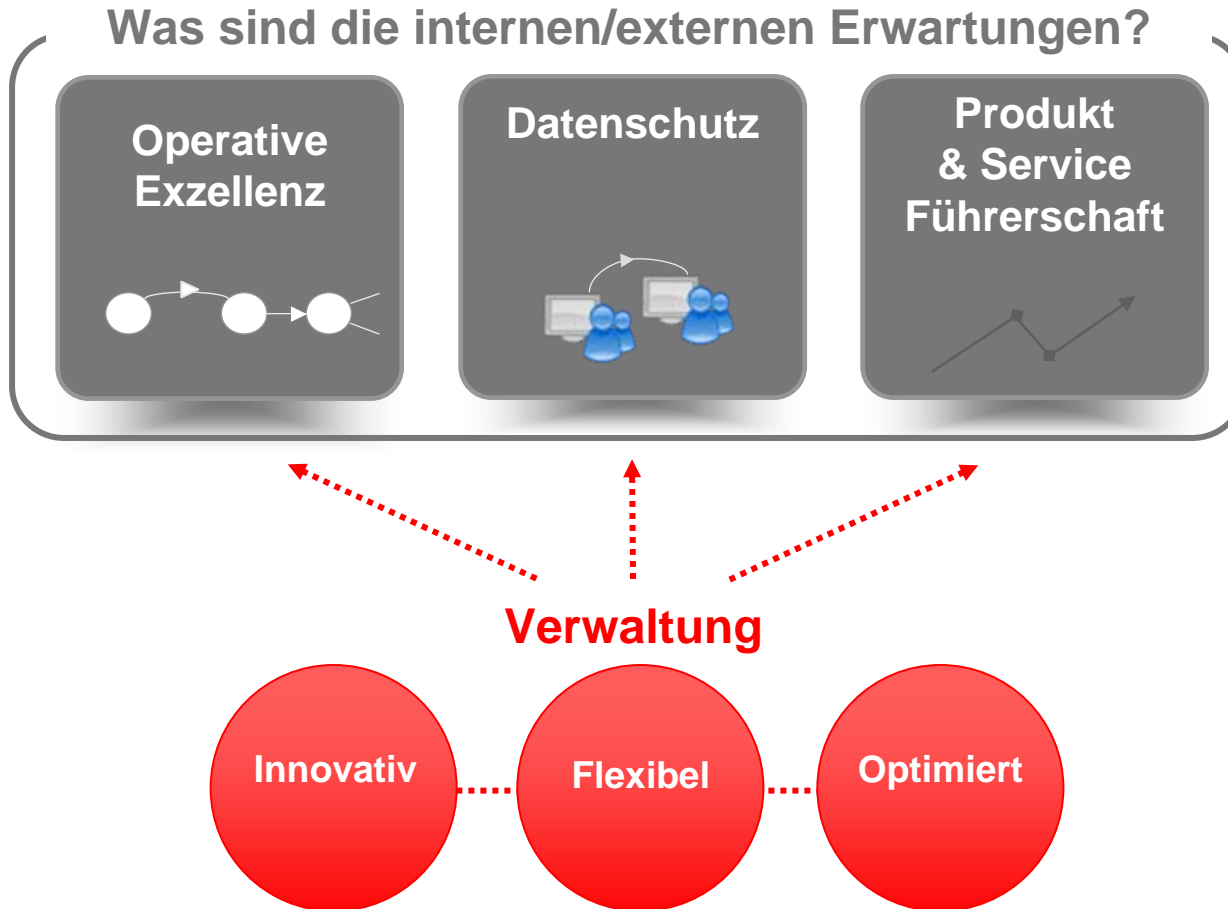 Was sind die internen/externen Erwartungen?
Operative
Exzellenz
Datenschutz
Produkt
& Service
Führerschaft
Verwaltung
Innovativ
Flexibel
Optimiert